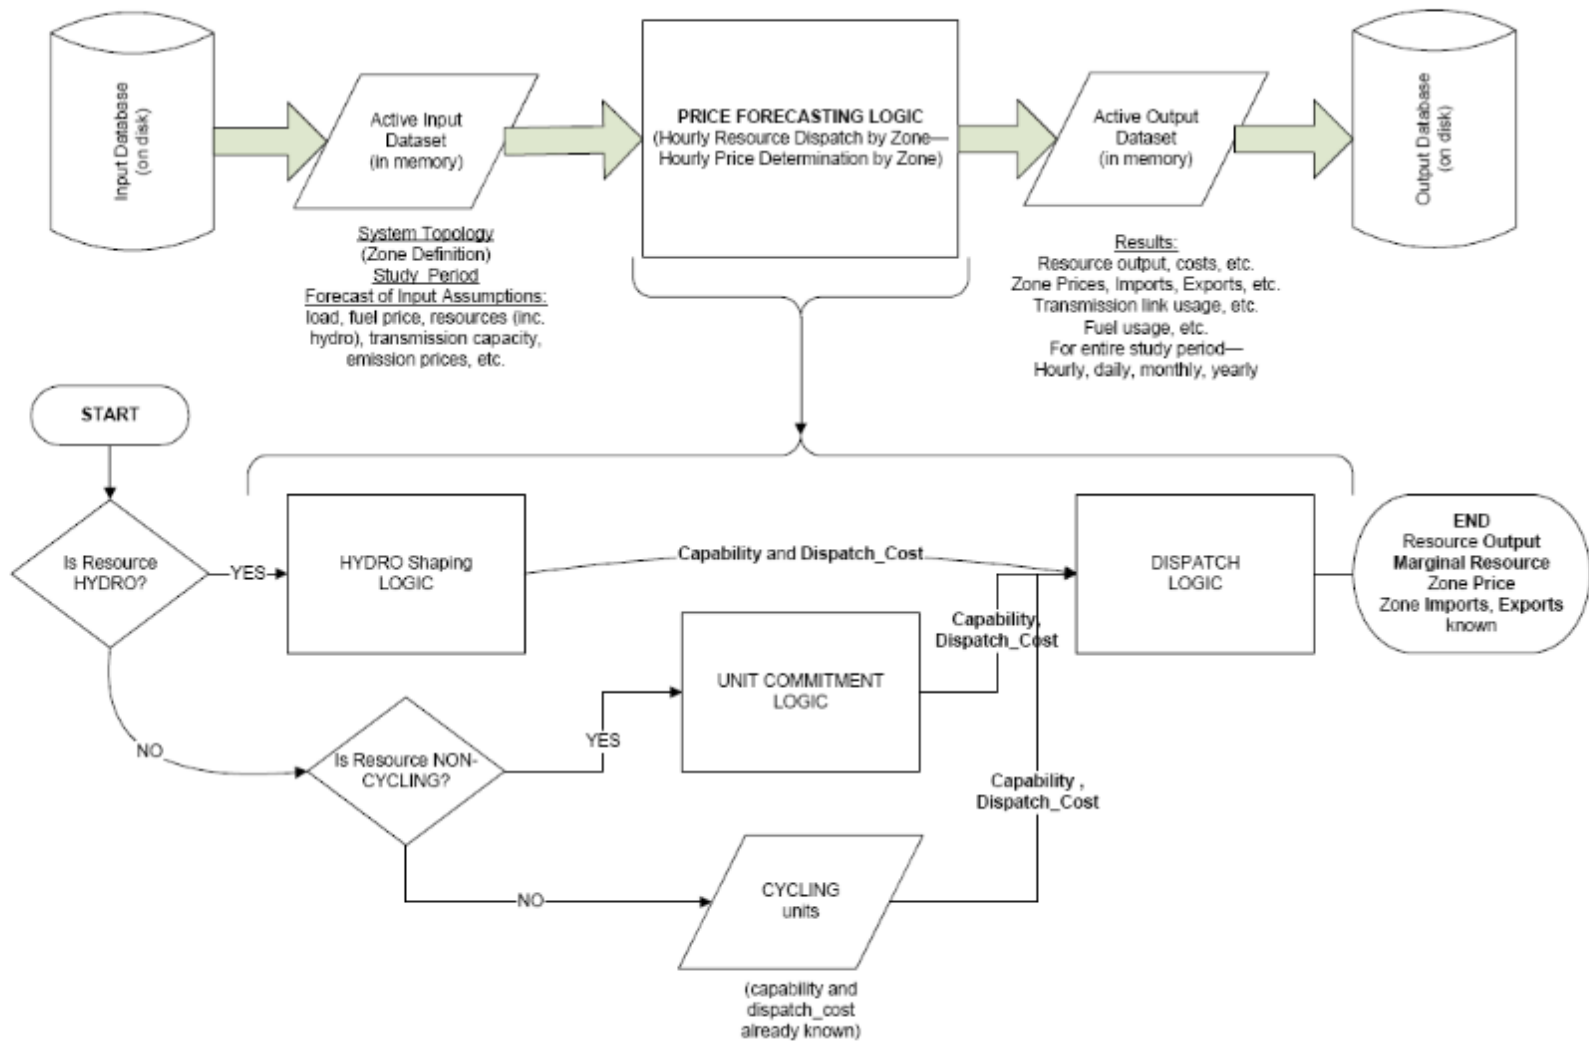 Input Database
(on disk)
Active Input
Dataset
(in memory)
PRICE FORECASTING LOGIC
(Hourly Resource Dispatch by Zone—
Hourly Price Determination by Zone)
Active Output
Dataset
(in memory)
Output Database
(on disk)
System Topology
(Zone Definition)
Study Period
Forecast of Input Assumptions:
load, fuel price, resources (inc.
hydro), transmission capacity,
emission prices, etc.
Results:
Resource output, costs, etc.
Zone Prices, Imports, Exports, etc.
Transmission link usage, etc.
Fuel usage, etc.
For entire study period—
Hourly, daily, monthly, yearly
START
Is Resource
HYDRO?
YES
HYDRO Shaping
LOGIC
Capability and Dispatch_Cost
DISPATCH
LOGIC
END
Resource Output
Marginal Resource
Zone Price
Zone Imports, Exports
known
Capability,
Dispatch_Cost
UNIT COMMITMENT
LOGIC
NO
Is Resource NON-
CYCLING?
YES
Capability ,
Dispatch_Cost
NO
CYCLING
units
(capability and
dispatch_cost
already known)